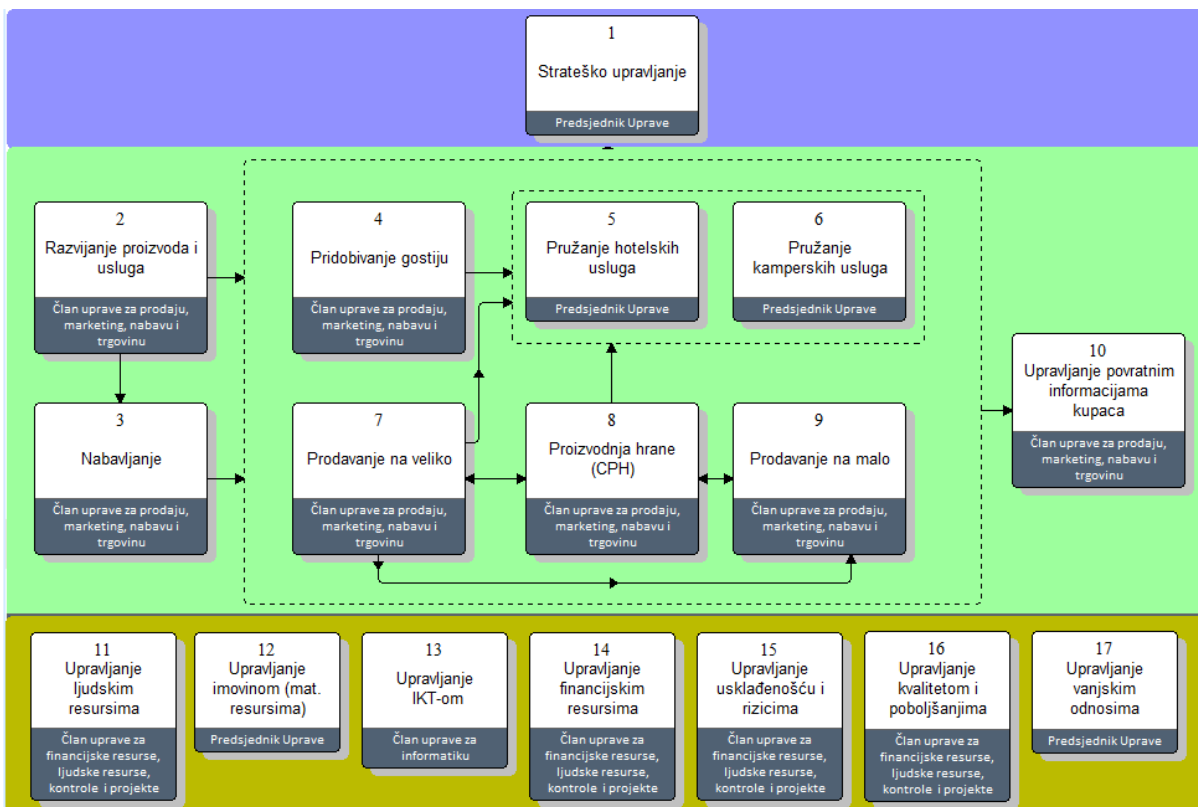 1
Strateško upravljanje
Predsjednik Uprave
2
Razvijanje proizvoda i
usluga
Član uprave za prodaju,
marketing, nabavu i
trgovinu
4
Pridobivanje gostiju
Član uprave za prodaju,
marketing, nabavu i
trgovinu
5
Pružanje hotelskih
usluga
Predsjednik Uprave
6
Pružanje
kamperskih usluga
Predsjednik Uprave
3
Nabavljanje
Član uprave za prodaju,
marketing, nabavu i
trgovinu
7
Prodavanje na veliko
Član uprave za prodaju,
marketing, nabavu i
trgovinu
8
Proizvodnja hrane
(CPH)
Član uprave za prodaju,
marketing, nabavu i
trgovinu
9
Prodavanje na malo
Član uprave za prodaju,
marketing, nabavu i
trgovinu
10
Upravljanje povratnim
informacijama
kupaca
Član uprave za prodaju,
marketing, nabavu i
trgovinu
11
Upravljanje
ljudskim
resursima
Član uprave za
financijske resurse,
ljudske resurse,
kontrole i projekte
12
Upravljanje
imovinom (mat.
resursima)
Predsjednik Uprave
13
Upravljanje
IKT-om
Član uprave za
informatiku
14
Upravljanje
financijskim
resursima
Član uprave za
financijske resurse,
ljudske resurse,
kontrole i projekte
15
Upravljanje
usklađenošću i
rizicima
Član uprave za
financijske resurse,
ljudske resurse,
kontrole i projekte
16
Upravljanje
kvalitetom i
poboljšanjima
Član uprave za
financijske resurse,
ljudske resurse,
kontrole i projekte
17
Upravljanje
vanjskim
odnosima
Predsjednik Uprave